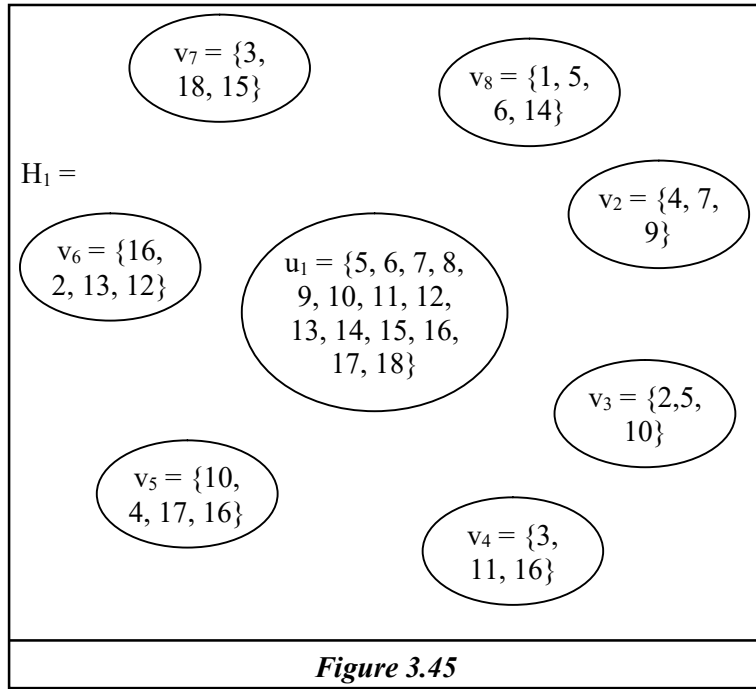 v₇ = {3,
18, 15}
v₈ = {1, 5,
6, 14}
H₁ =
v₂ = {4, 7,
9}
v₆ = {16,
2, 13, 12}
u₁ = {5, 6, 7, 8,
9, 10, 11, 12,
13, 14, 15, 16,
17, 18}
v₃ = {2,5,
10}
v₅ = {10,
4, 17, 16}
v₄ = {3,
11, 16}
Figure 3.45